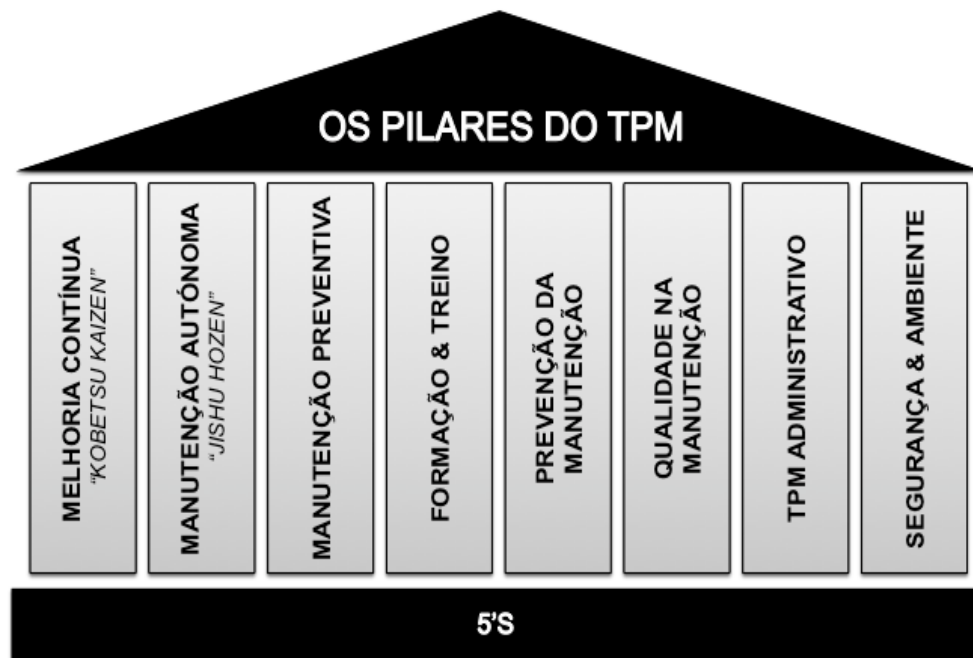 OS PILARES DO TPM
MELHORIA CONTÍNUA
“KOBETSU KAIZEN”
MANUTENÇÃO AUTÓNOMA
“JISHU HOZEN”
MANUTENÇÃO PREVENTIVA
FORMAÇÃO & TREINO
PREVENÇÃO DA
MANUTENÇÃO
QUALIDADE NA
MANUTENÇÃO
TPM ADMINISTRATIVO
SEGURANÇA & AMBIENTE
5’S